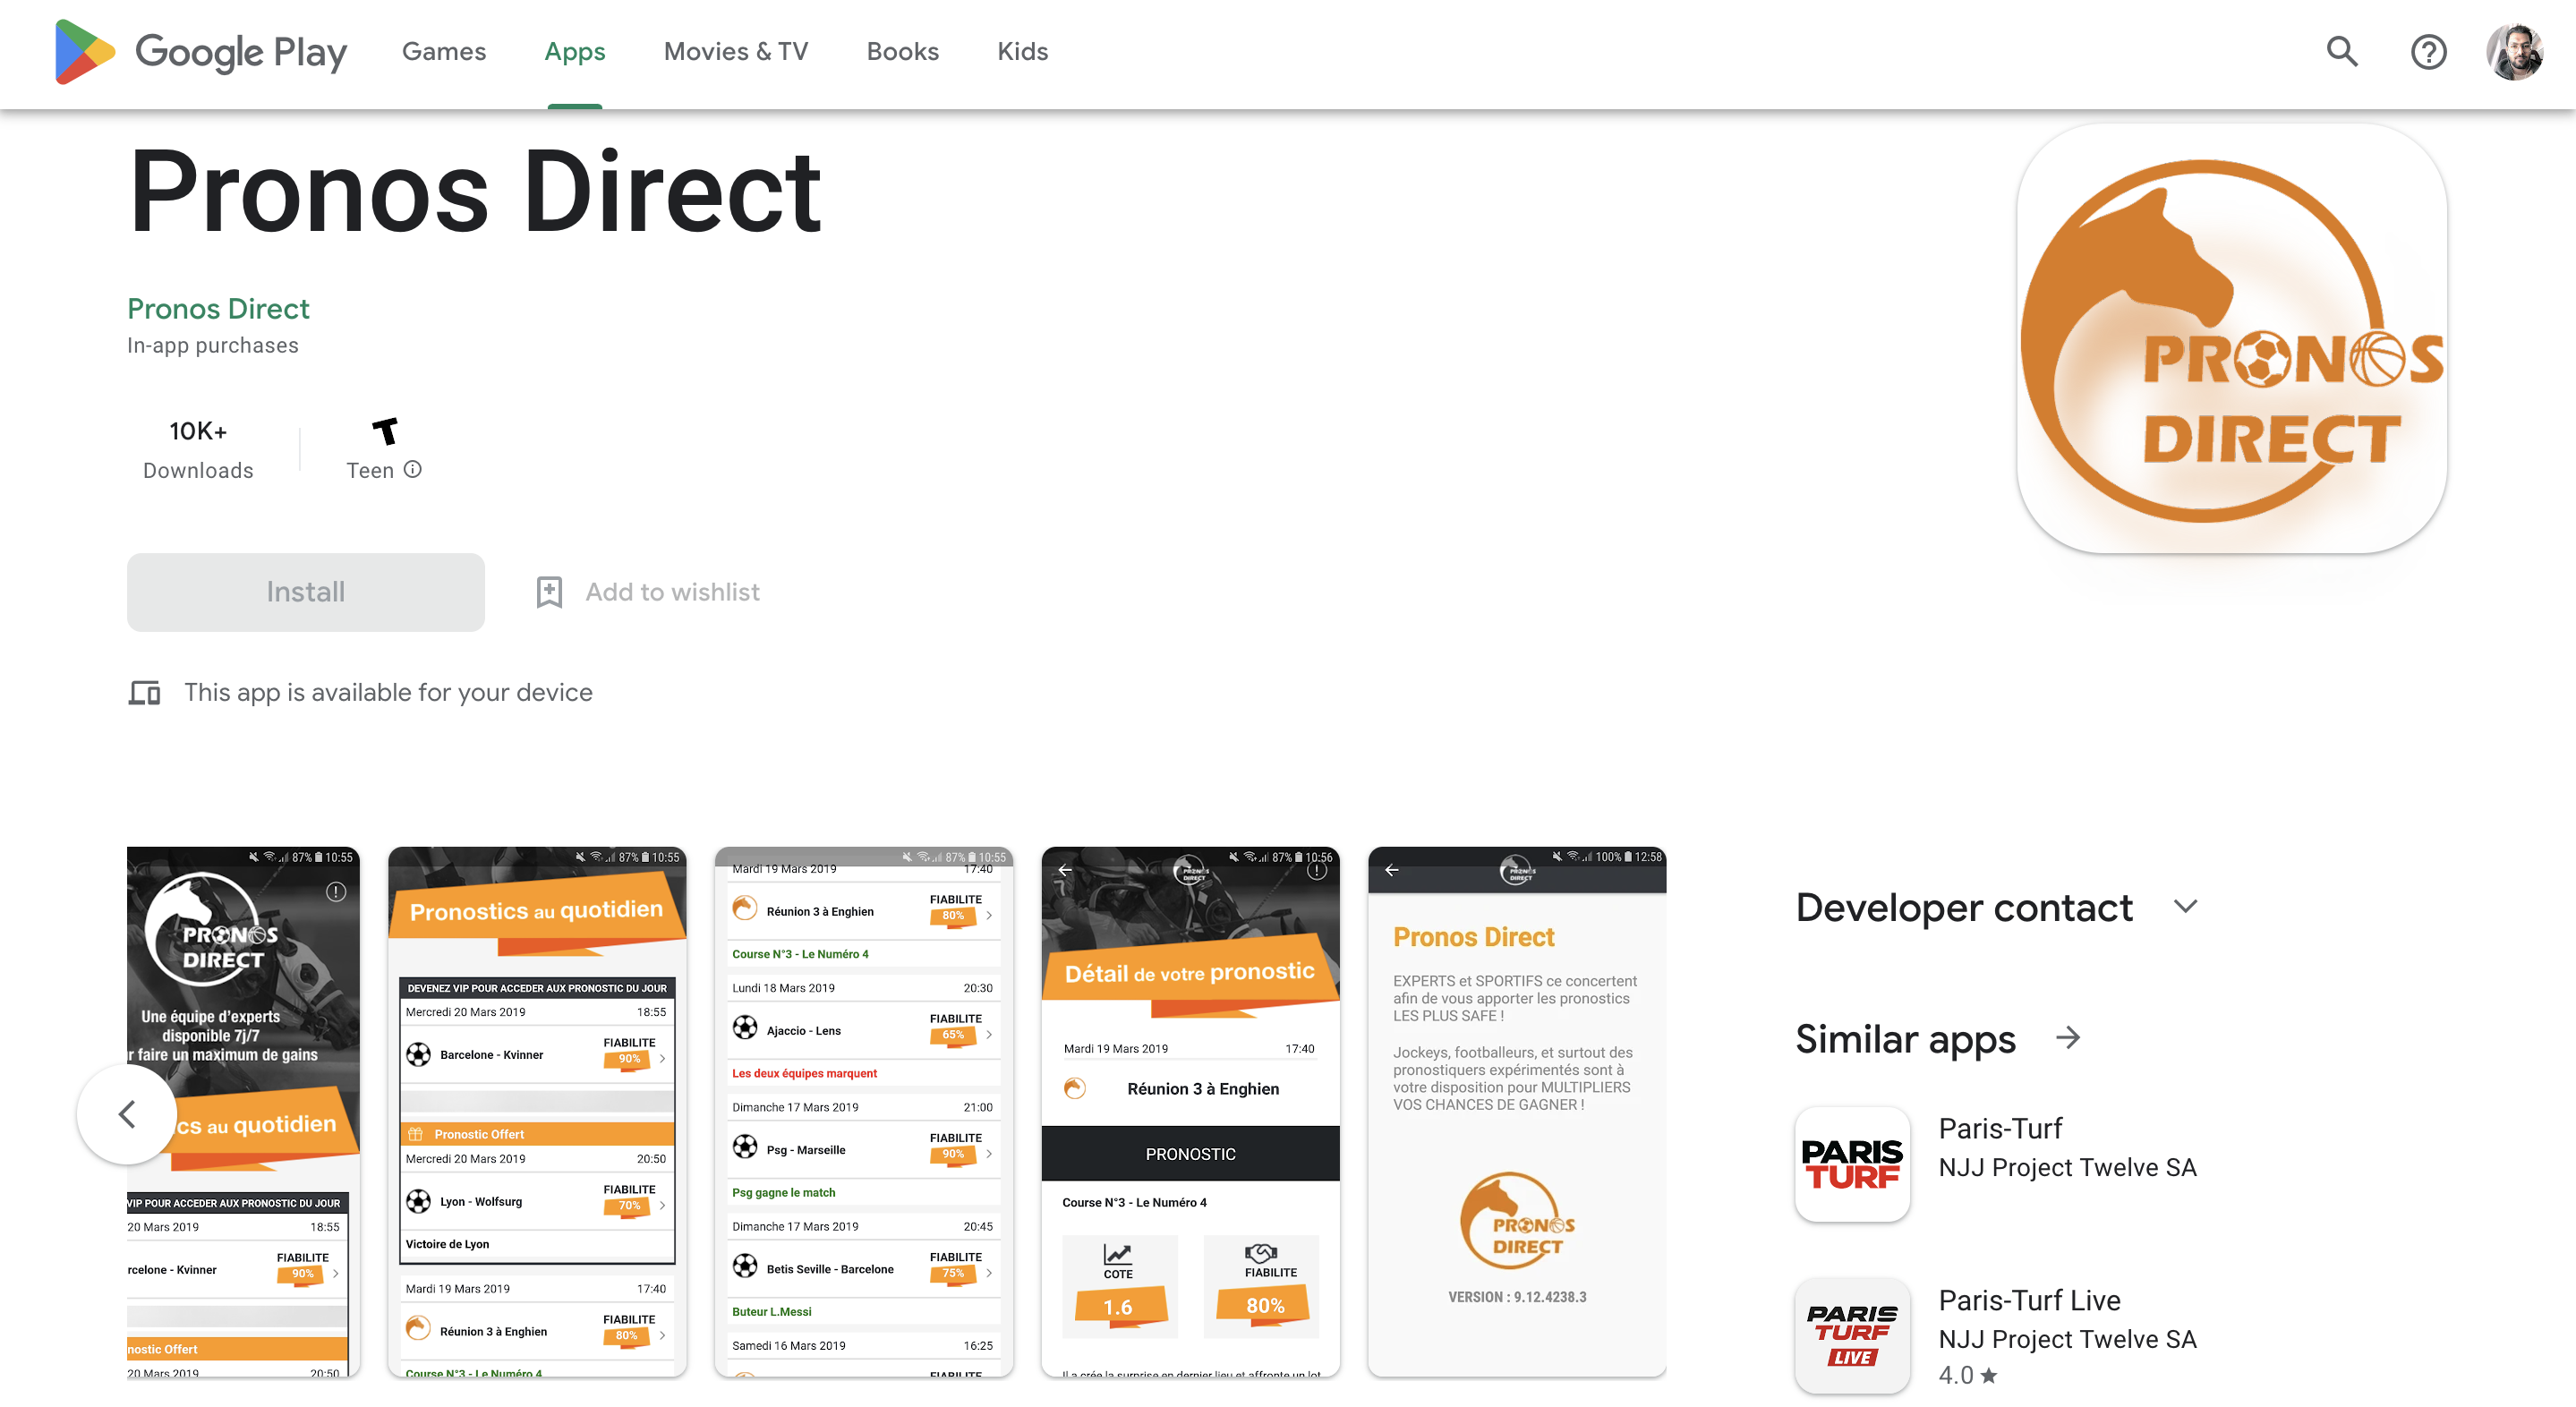 Google Play
Games
Apps
Movies & TV
Books
Kids
Pronos Direct
Pronos Direct
In-app purchases
10K+
Downloads
Teen
Install
Add to wishlist
This app is available for your device
PRONOS
DIRECT
87% 10:55
PRONOS
DIRECT
Une équipe d'experts
disponible 7j/7
r faire un maximum de gains
cs au quotidien
VIP POUR ACCEDER AUX PRONOSTIC DU JOUR
20 Mars 2019 18:55
FIABILITE
rcelone - Kvinner 90%
nostic Offert
20 Mars 2019 20:50
87% 10:55
Pronostics au quotidien
DEVENEZ VIP POUR ACCEDER AUX PRONOSTIC DU JOUR
Mercredi 20 Mars 2019 18:55
FIABILITE
Barcelone - Kvinner 90%
Pronostic Offert
Mercredi 20 Mars 2019 20:50
FIABILITE
Lyon - Wolfsurg 70%
Victoire de Lyon
Mardi 19 Mars 2019 17:40
FIABILITE
Réunion 3 à Enghien 80%
Course N°3 - Le Numéro 4
87% 10:55
Mardi 19 Mars 2019 17:40
FIABILITE
Réunion 3 à Enghien 80%
Course N°3 - Le Numéro 4
Lundi 18 Mars 2019 20:30
FIABILITE
Ajaccio - Lens 65%
Les deux équipes marquent
Dimanche 17 Mars 2019 21:00
FIABILITE
Psg - Marseille 90%
Psg gagne le match
Dimanche 17 Mars 2019 20:45
FIABILITE
Betis Seville - Barcelone 75%
Buteur L.Messi
Samedi 16 Mars 2019 16:25
FIABILITE
87% 10:56
PRONOS
DIRECT
Détail de votre pronostic
Mardi 19 Mars 2019 17:40
Réunion 3 à Enghien
PRONOSTIC
Course N°3 - Le Numéro 4
COTE
1.6
FIABILITE
80%
Il a crée la surprise en dernier lieu et affronte un lot
100% 12:58
PRONOS
DIRECT
Pronos Direct
EXPERTS et SPORTIFS ce concertent
afin de vous apporter les pronostics
LES PLUS SAFE !
Jockeys, footballeurs, et surtout des
pronostiquers expérimentés sont à
votre disposition pour MULTIPLIERS
VOS CHANCES DE GAGNER !
PRONOS
DIRECT
VERSION : 9.12.4238.3
Developer contact
Similar apps
PARIS
TURF
Paris-Turf
NJJ Project Twelve SA
PARIS
TURF
LIVE
Paris-Turf Live
NJJ Project Twelve SA
4.0 ★